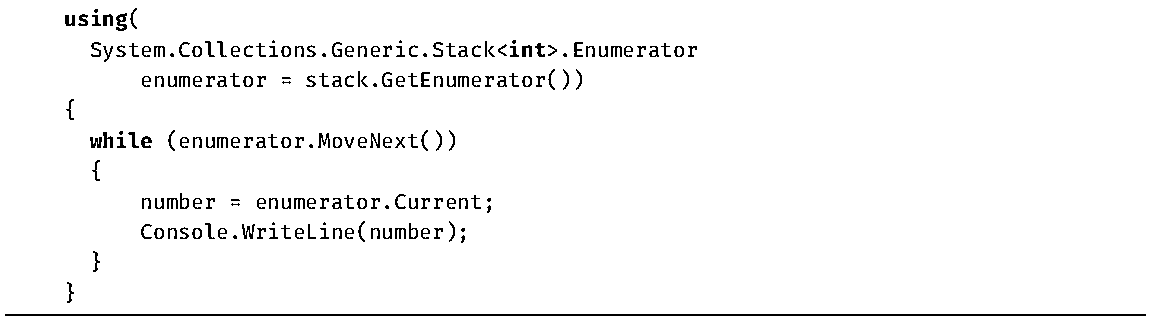 using(
  System.Collections.Generic.Stack<int>.Enumerator
      enumerator = stack.GetEnumerator())
{
  while (enumerator.MoveNext())
  {
      number = enumerator.Current;
      Console.WriteLine(number);
  }
}